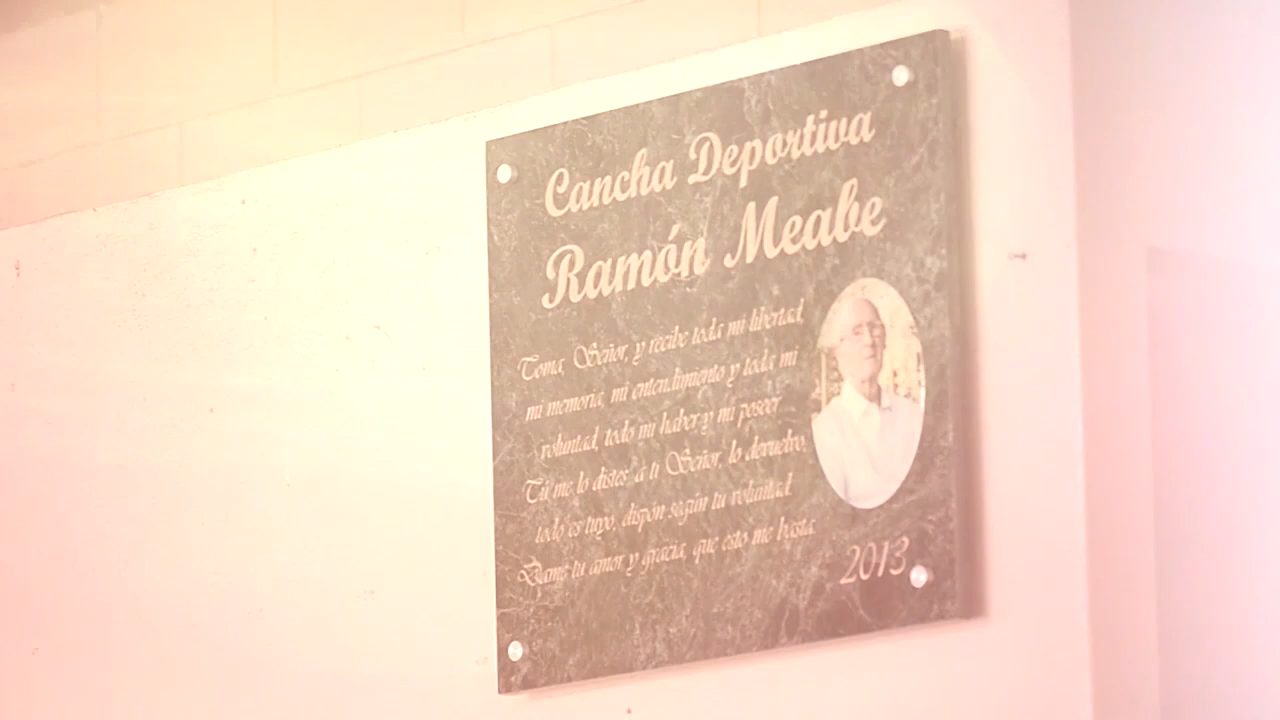 Cancha Deportiva
Ramón Meabe
Toma, Señor, y recibe toda mi libertad,
mi memoria, mi entendimiento y toda mi
voluntad, todo mi haber y mi poseer.
Tú me lo distes, a ti Señor, lo devuelvo,
todo es tuyo, dispón según tu voluntad.
Dame tu amor y gracia, que esto me basta.
2013